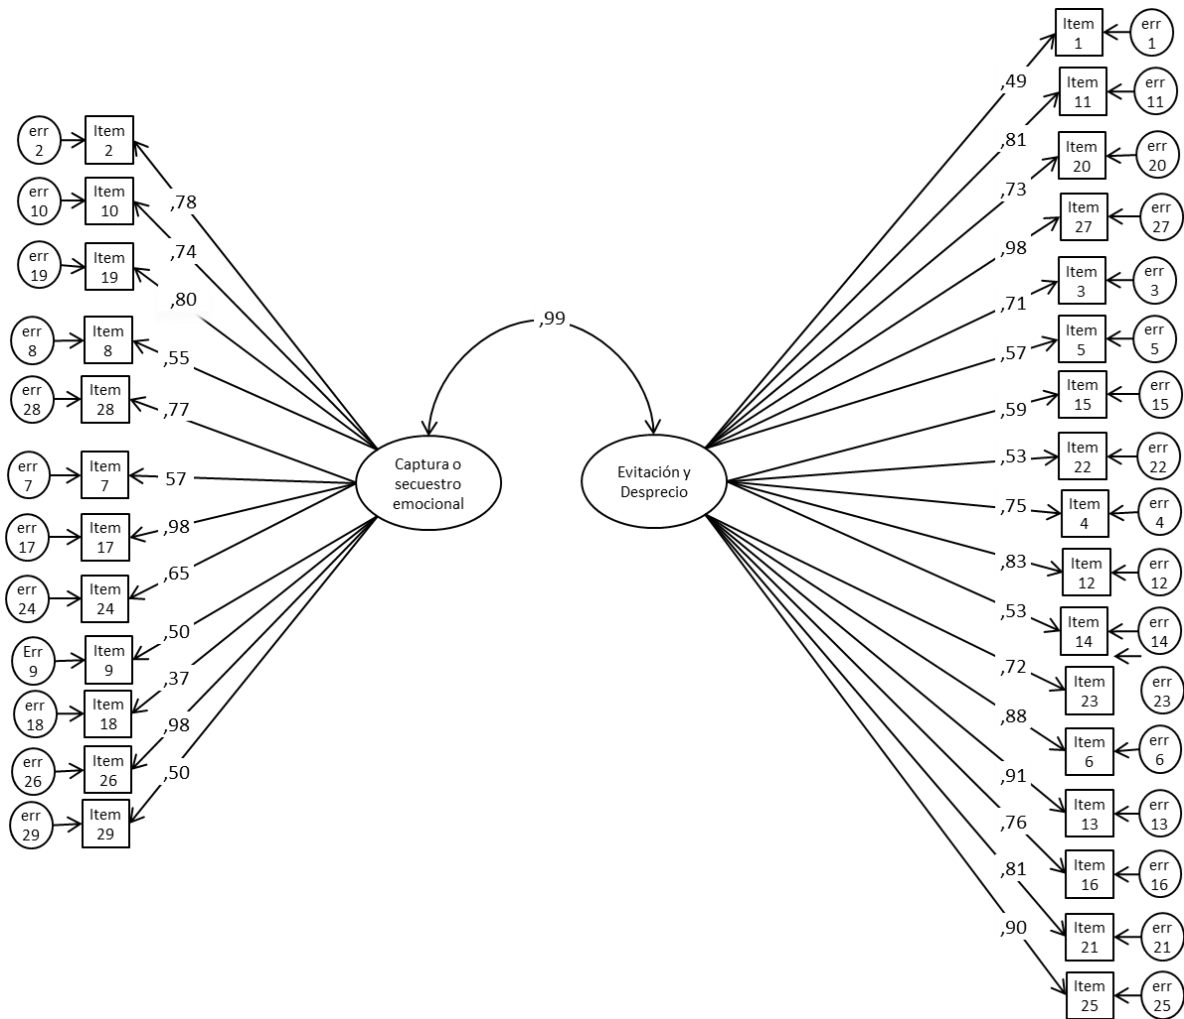 err
2
Item
2
,78
err
10
Item
10
,74
err
19
Item
19
,80
err
8
Item
8
,55
err
28
Item
28
,77
err
7
Item
7
57
err
17
Item
17
,98
err
24
Item
24
,65
Err
9
Item
9
,50
err
18
Item
18
,37
err
26
Item
26
,98
err
29
Item
29
,50
Captura o
secuestro
emocional
,99
Evitación y
Desprecio
,49
Item
1
err
1
,81
Item
11
err
11
,73
Item
20
err
20
,98
Item
27
err
27
,71
Item
3
err
3
,57
Item
5
err
5
,59
Item
15
err
15
,53
Item
22
err
22
,75
Item
4
err
4
,83
Item
12
err
12
,53
Item
14
err
14
,72
Item
23
err
23
,88
Item
6
err
6
,91
Item
13
err
13
,76
Item
16
err
16
,81
Item
21
err
21
,90
Item
25
err
25